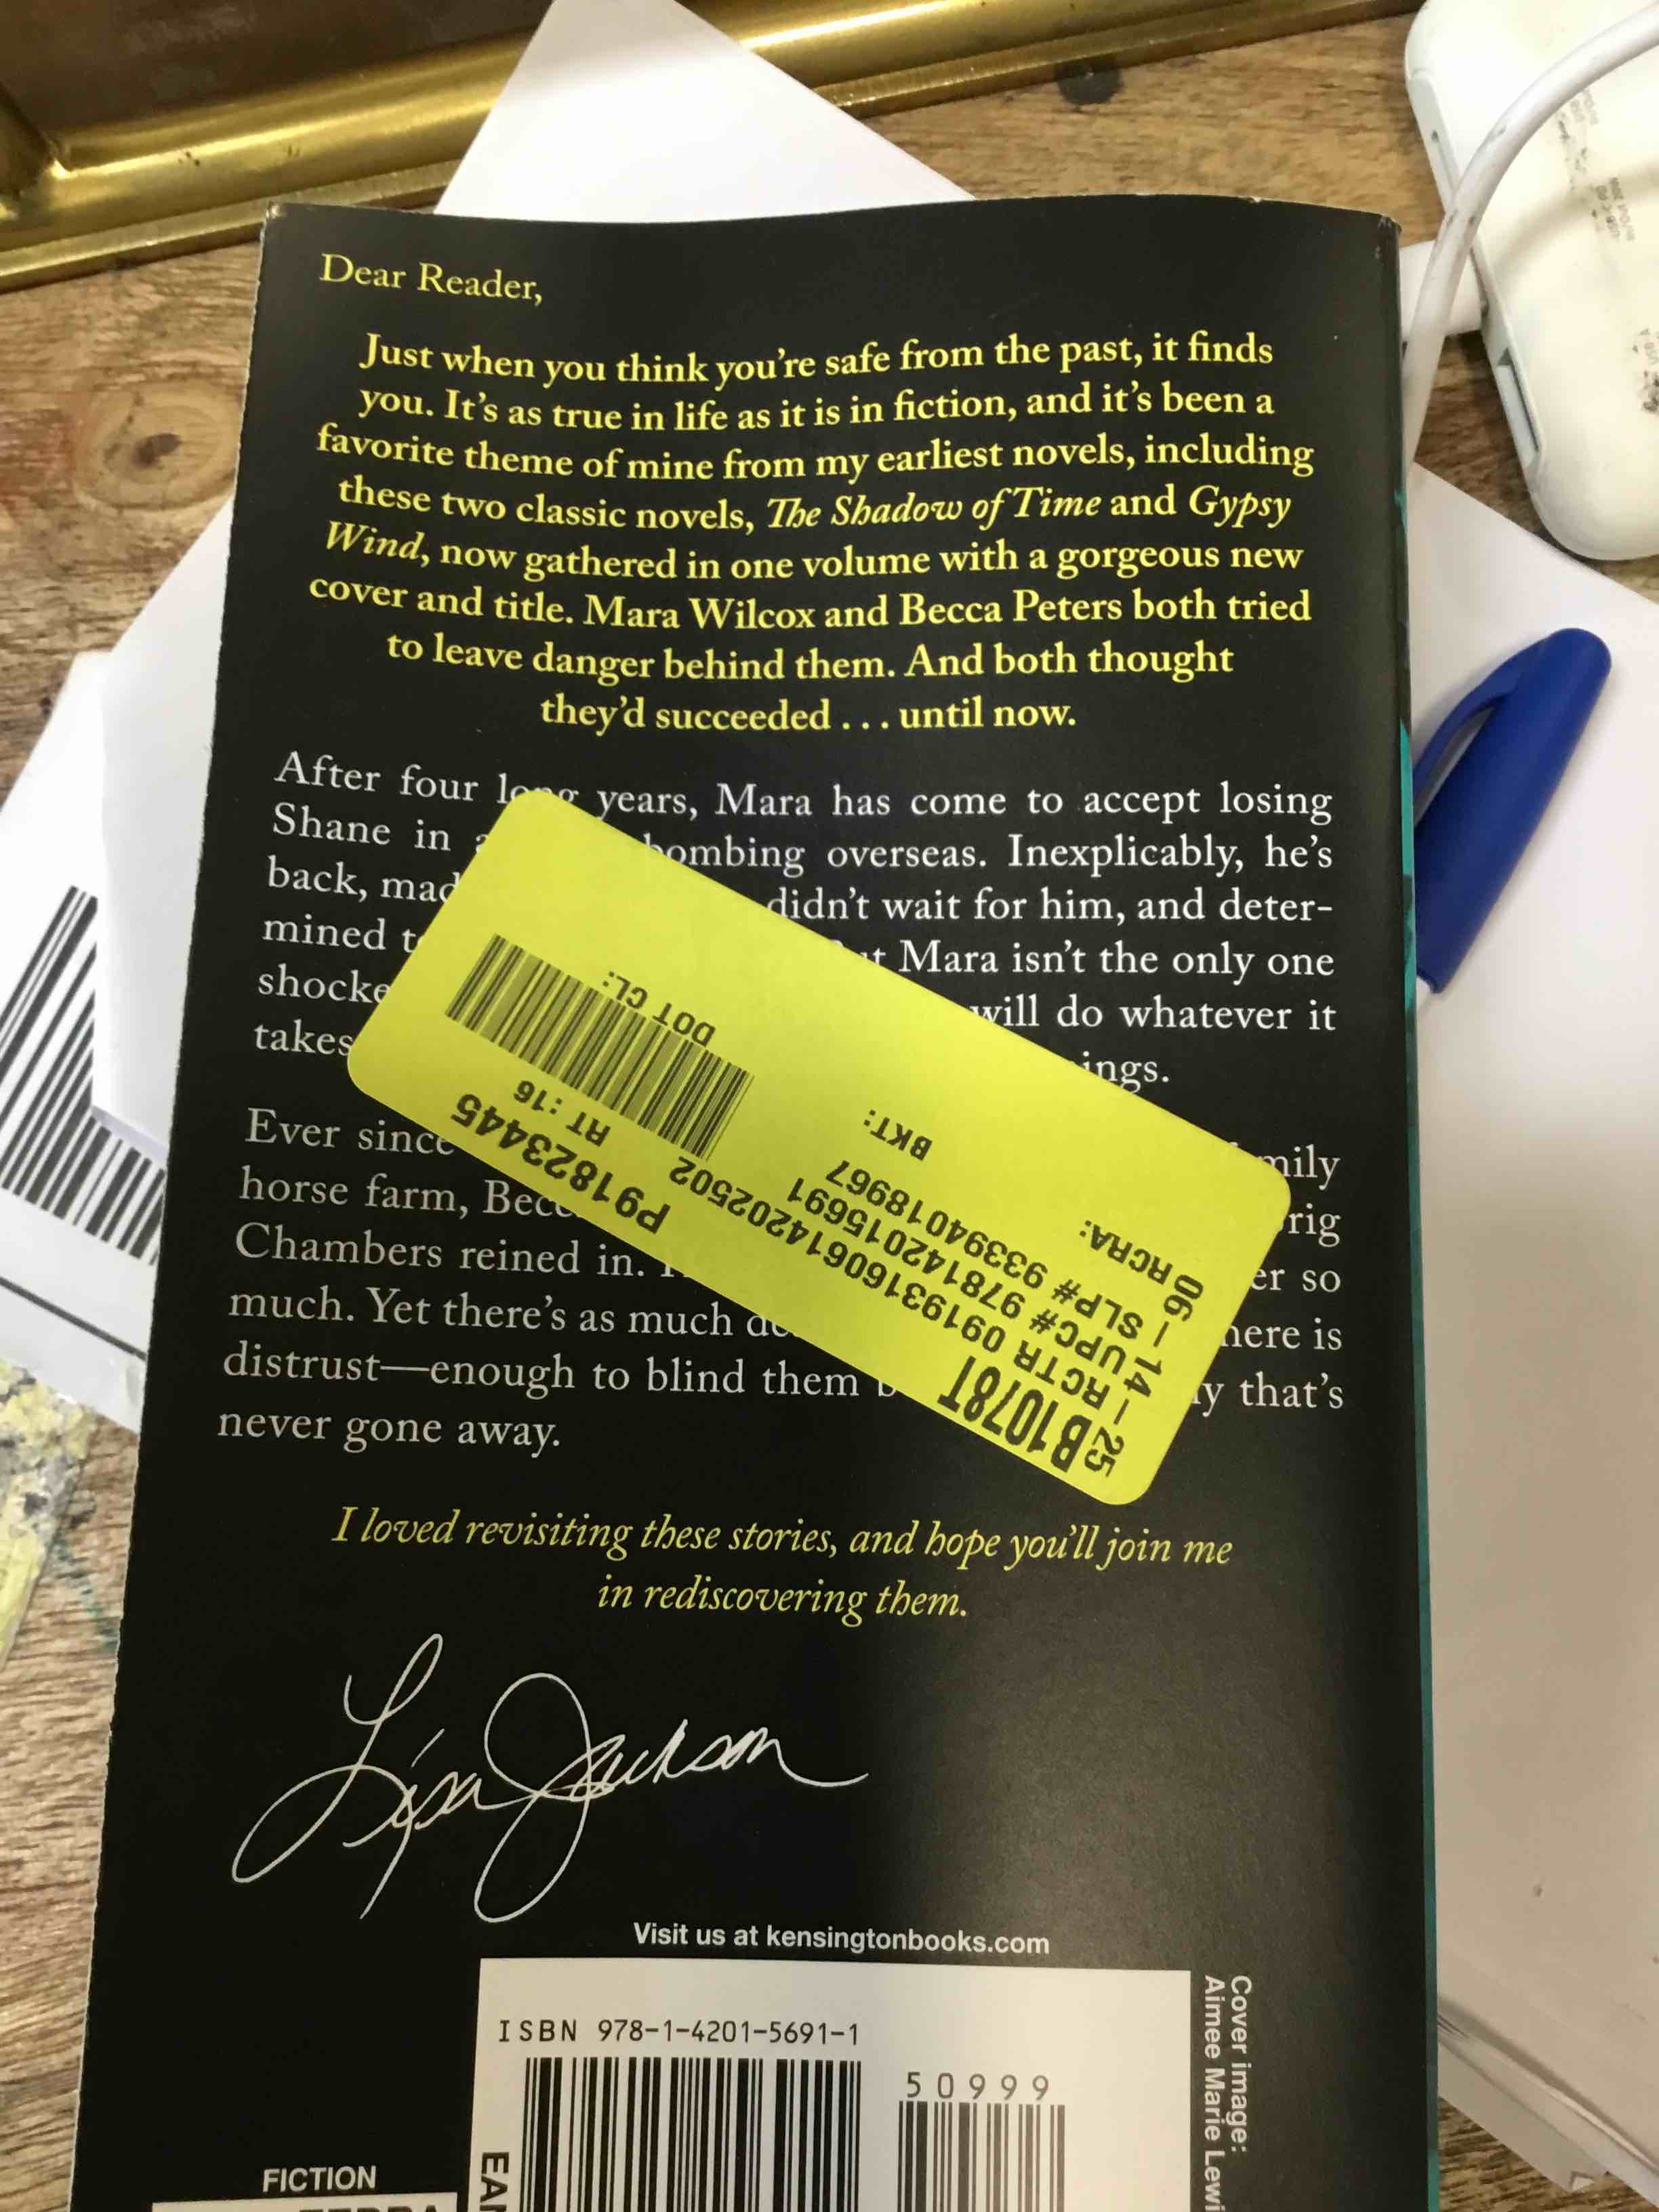 Dear Reader,
Just when you think you're safe from the past, it finds
you. It's as true in life as it is in fiction, and it's been a
favorite theme of mine from my earliest novels, including
these two classic novels, The Shadow of Time and Gypsy
Wind, now gathered in one volume with a gorgeous new
cover and title. Mara Wilcox and Becca Peters both tried
to leave danger behind them. And both thought
they'd succeeded . . . until now.
After four long years, Mara has come to accept losing
Shane in bombing overseas. Inexplicably, he's
back, didn't wait for him, and deter-
mined Mara isn't the only one
will do whatever it
takes
Ever since
horse farm,
Chambers reined in. er so
much. Yet there's as much here is
distrust—enough to blind them y that's
never gone away.
I loved revisiting these stories, and hope you'll join me
in rediscovering them.
Lisa Jackson
Visit us at kensingtonbooks.com
ISBN 978-1-4201-5691-1
50999
EAN
FICTION
Cover image:
Aimee Marie Lewi
25 B10781
— RCTR 09193160614202502 P91823445
14 UPC# 9781420156911 RT :16
— SLP# 93394018967
06 RCHA: BKT: DOT CL: